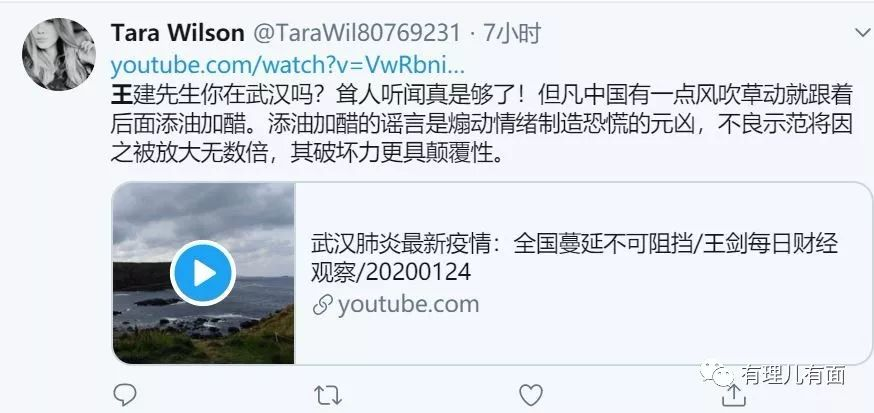 Tara Wilson @TaraWil80769231 · 7小时
youtube.com/watch?v=VwRbni...
王建先生你在武汉吗？耸人听闻真是够了！但凡中国有一点风吹草动就跟着
后面添油加醋。添油加醋的谣言是煽动情绪制造恐慌的元凶，不良示范将因
之被放大无数倍，其破坏力更具颠覆性。
武汉肺炎最新疫情：全国蔓延不可阻挡/王剑每日财经
观察/20200124
youtube.com
有理儿有面